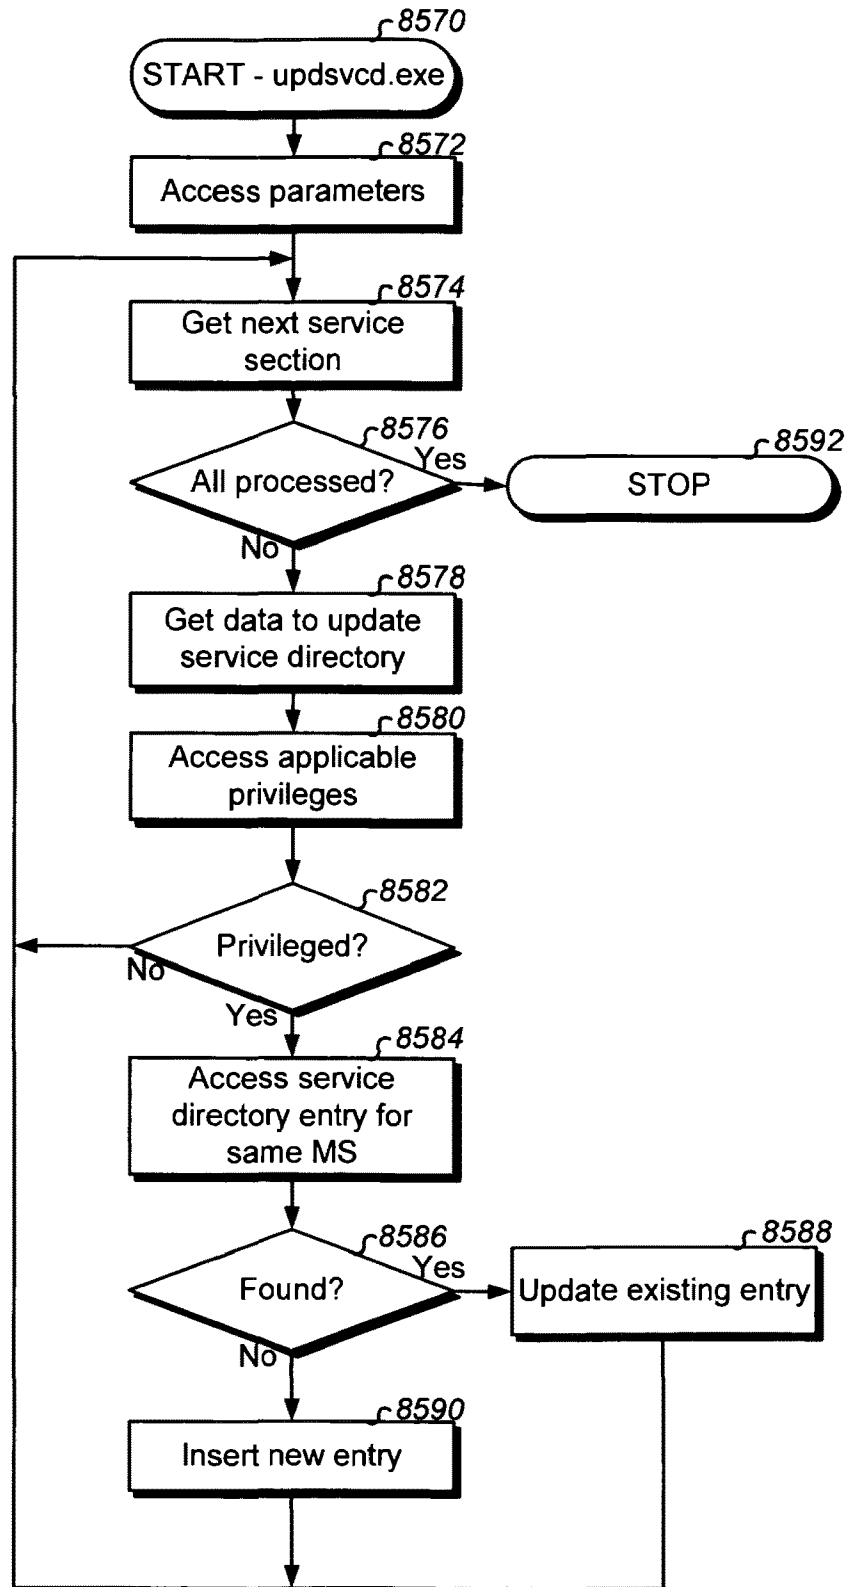 8570
START - updsvcd.exe
8572
Access parameters
8574
Get next service
section
8576
All processed?
Yes
8592
STOP
No
8578
Get data to update
service directory
8580
Access applicable
privileges
8582
Privileged?
No
Yes
8584
Access service
directory entry for
same MS
8586
Found?
Yes
8588
Update existing entry
No
8590
Insert new entry